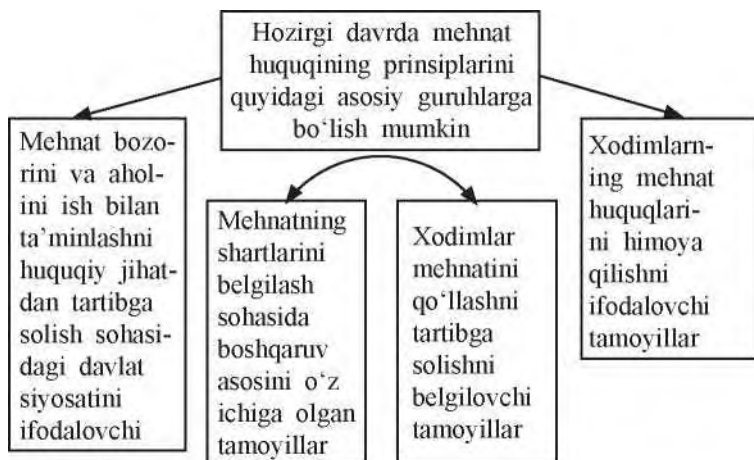 Hozirgi davrda mehnat
huquqining prinsiplarini
quyidagi asosiy guruhlarga
bo‘lish mumkin
Mehnat bozo-
rini va ahol-
ini ish bilan
ta’minlashni
huquqiy jihat-
dan tartibga
solish sohasi-
dagi davlat
siyosatini
ifodalovchi
Mehnatning
shartlarini
belgilash
sohasida
boshqaruv
asosini o‘z
ichiga olgan
tamoyillar
Xodimlar
mehnatini
qo‘llashni
tartibga
solishni
belgilovchi
tamoyillar
Xodimlarn-
ing mehnat
huquqlari-
ni himoya
qilishni
ifodalovchi
tamoyillar